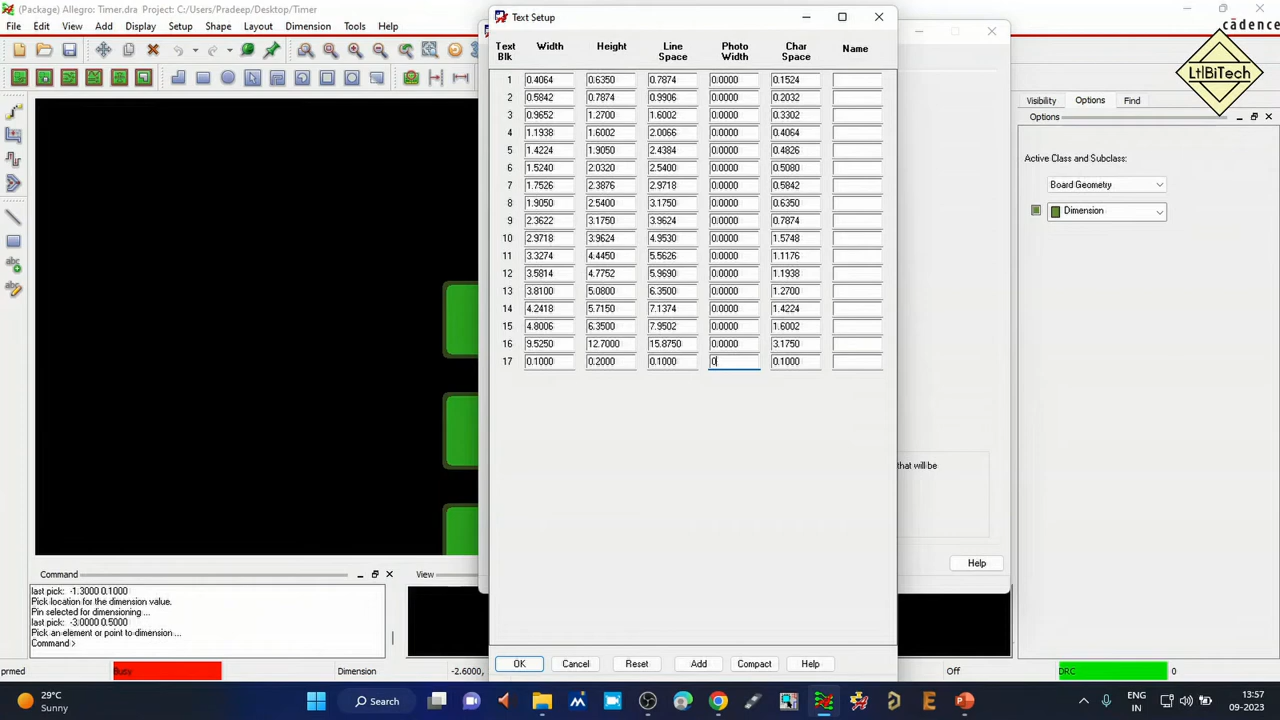 (Package) Allegro: Timer.dra Project: C:/Users/Pradeep/Desktop/Timer
File Edit View Add Display Setup Shape Layout Dimension Tools Help
cādence
LtlBiTech
Text Setup
Text Blk Width Height Line Space Photo Width Char Space Name
1 0.4064 0.6350 0.7874 0.0000 0.1524
2 0.5842 0.7874 0.9906 0.0000 0.2032
3 0.9652 1.2700 1.6002 0.0000 0.3302
4 1.1938 1.6002 2.0066 0.0000 0.4064
5 1.4224 1.9050 2.4384 0.0000 0.4826
6 1.5240 2.0320 2.5400 0.0000 0.5080
7 1.7526 2.3876 2.9718 0.0000 0.5842
8 1.9050 2.5400 3.1750 0.0000 0.6350
9 2.3622 3.1750 3.9624 0.0000 0.7874
10 2.9718 3.9624 4.9530 0.0000 1.5748
11 3.3274 4.4450 5.5626 0.0000 1.1176
12 3.5814 4.7752 5.9690 0.0000 1.1938
13 3.8100 5.0800 6.3500 0.0000 1.2700
14 4.2418 5.7150 7.1374 0.0000 1.4224
15 4.8006 6.3500 7.9502 0.0000 1.6002
16 9.5250 12.7000 15.8750 0.0000 3.1750
17 0.1000 0.2000 0.1000 0 0.1000
OK Cancel Reset Add Compact Help
that will be
Help
Visibility Options Find
Options
Active Class and Subclass:
Board Geometry
Dimension
Command
last pick: -1.3000 0.1000
Pick location for the dimension value.
Pin selected for dimensioning ...
last pick: -3.0000 0.5000
Pick an element or point to dimension ...
Command >
View
prmed Busy Dimension -2.6000, Off DRC 0
29°C
Sunny
Search
ENG
IN
13:57
09-2023